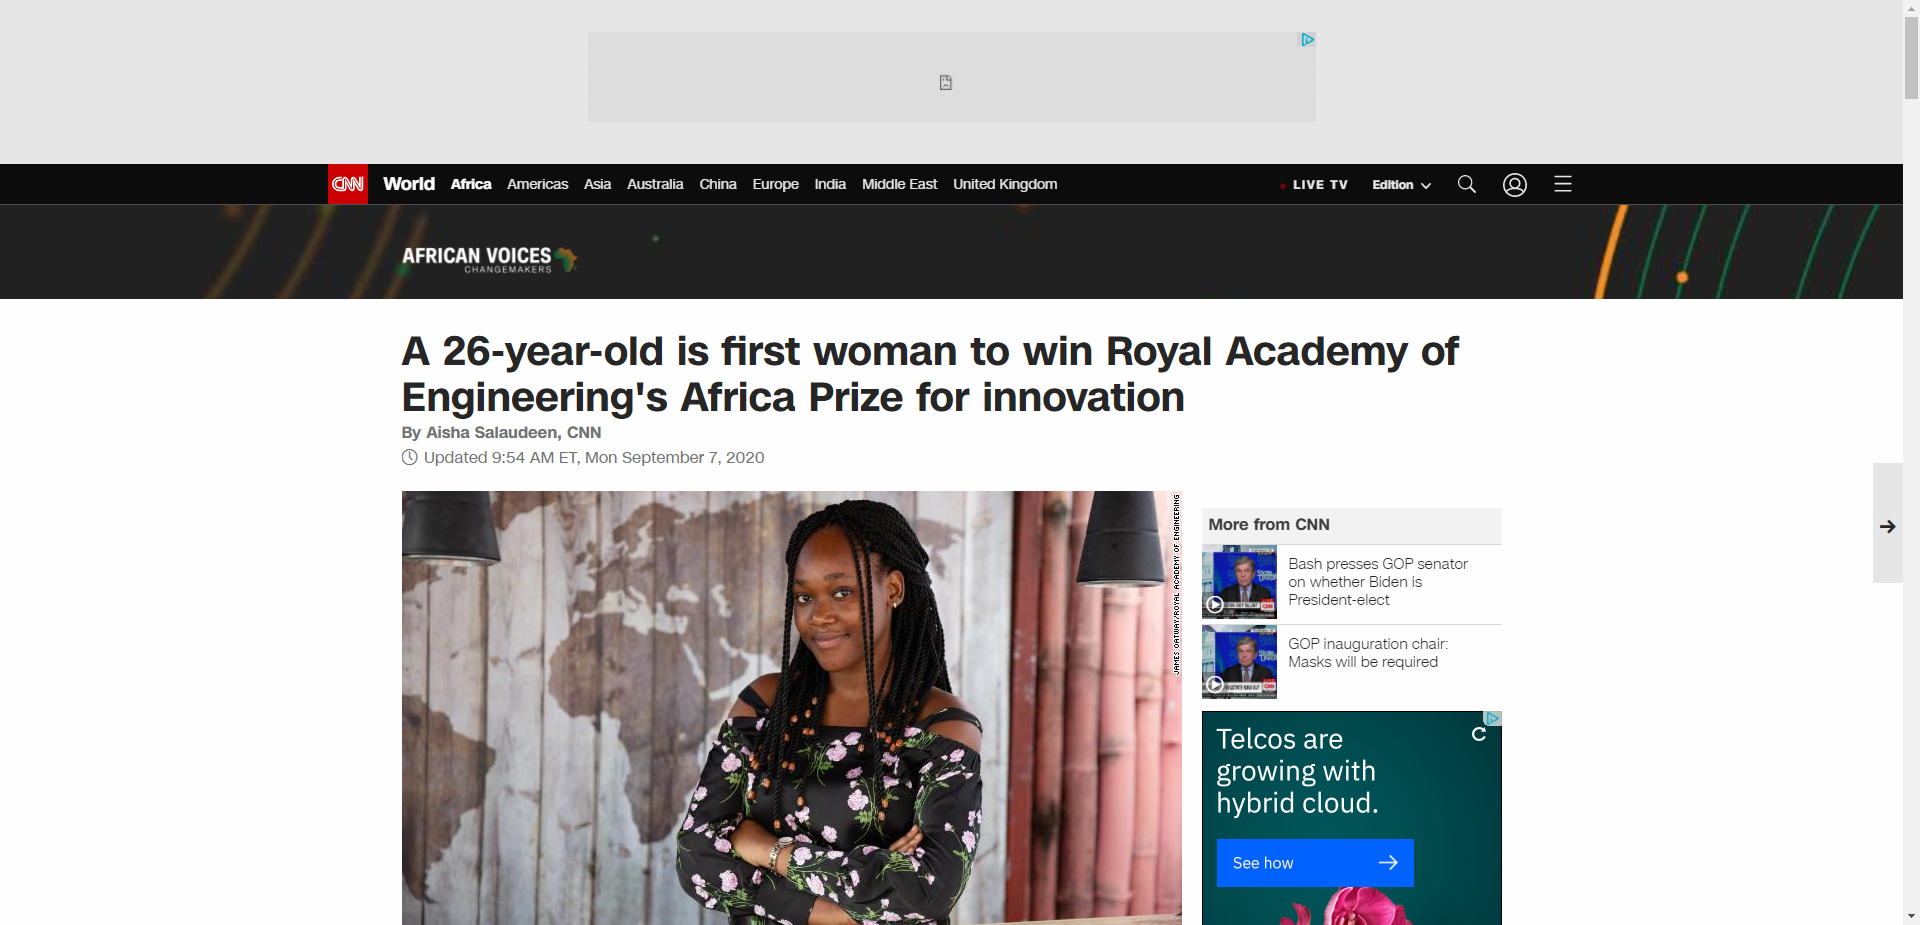 CNN World Africa Americas Asia Australia China Europe India Middle East United Kingdom LIVE TV Edition
AFRICAN VOICES
CHANGEMAKERS
A 26-year-old is first woman to win Royal Academy of
Engineering's Africa Prize for innovation
By Aisha Salaudeen, CNN
Updated 9:54 AM ET, Mon September 7, 2020
JAMES OATWAY/ROYAL ACADEMY OF ENGINEERING
More from CNN
Bash presses GOP senator
on whether Biden is
President-elect
GOP inauguration chair:
Masks will be required
Telcos are
growing with
hybrid cloud.
See how